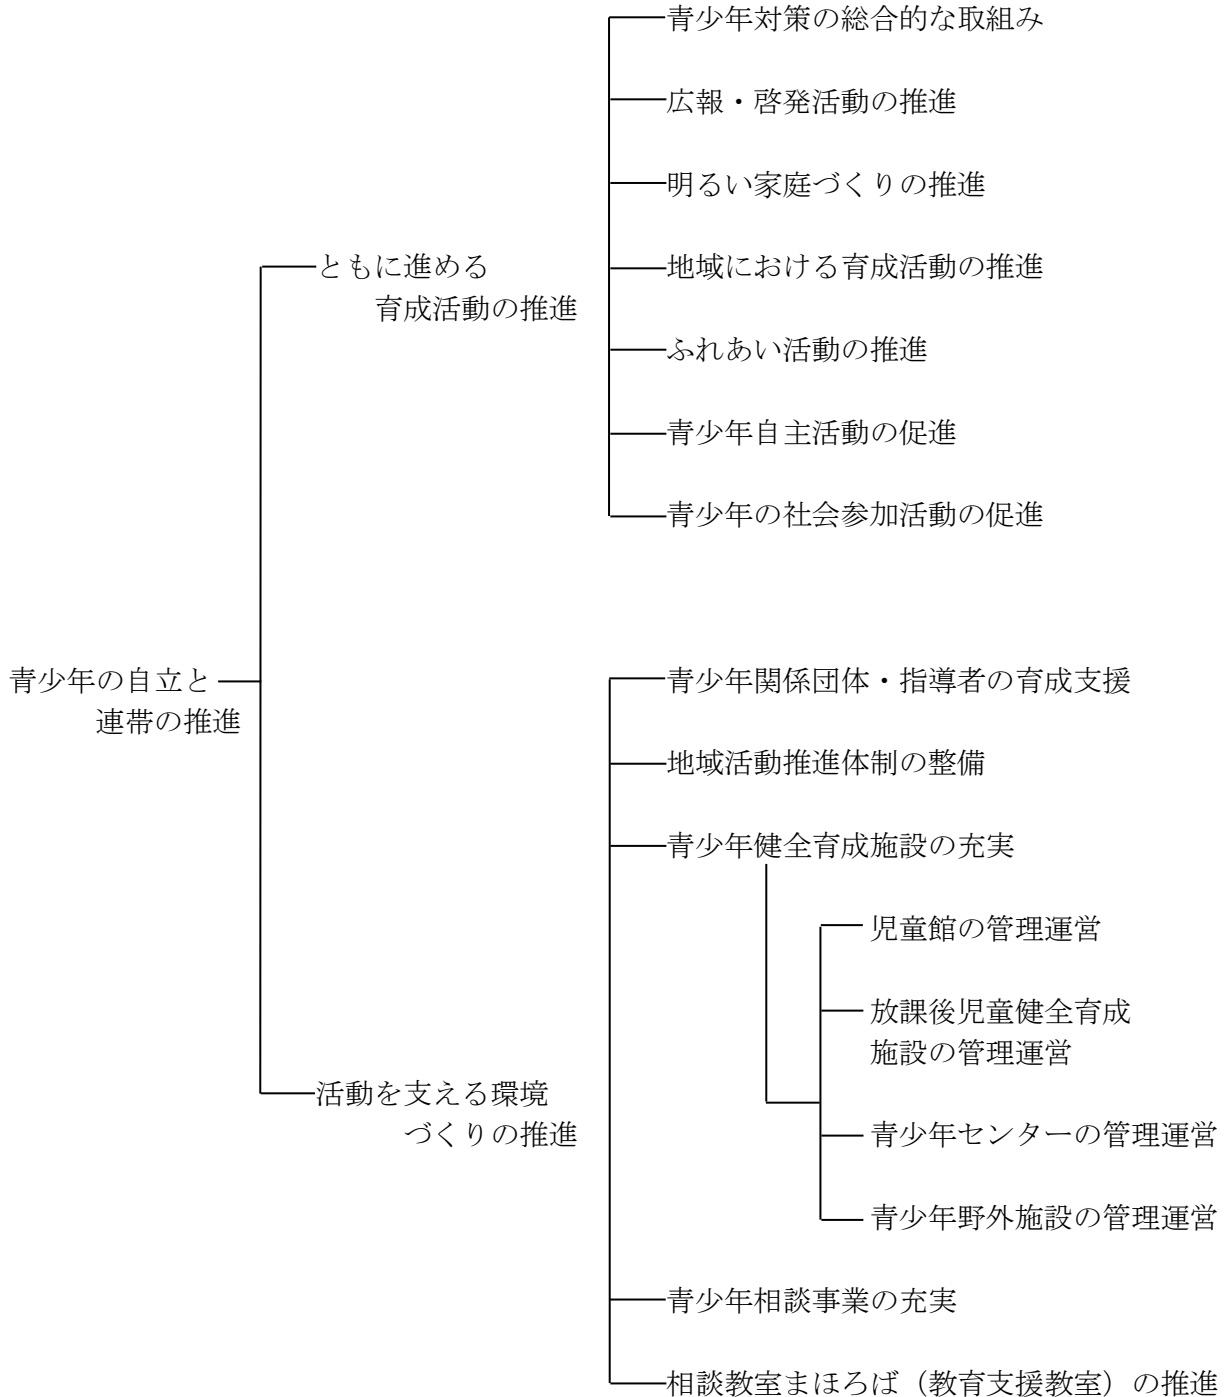 青少年の自立と
連帯の推進
ともに進める
育成活動の推進
青少年対策の総合的な取組み
広報・啓発活動の推進
明るい家庭づくりの推進
地域における育成活動の推進
ふれあい活動の推進
青少年自主活動の促進
青少年の社会参加活動の促進
活動を支える環境
づくりの推進
青少年関係団体・指導者の育成支援
地域活動推進体制の整備
青少年健全育成施設の充実
児童館の管理運営
放課後児童健全育成
施設の管理運営
青少年センターの管理運営
青少年野外施設の管理運営
青少年相談事業の充実
相談教室まほろば（教育支援教室）の推進